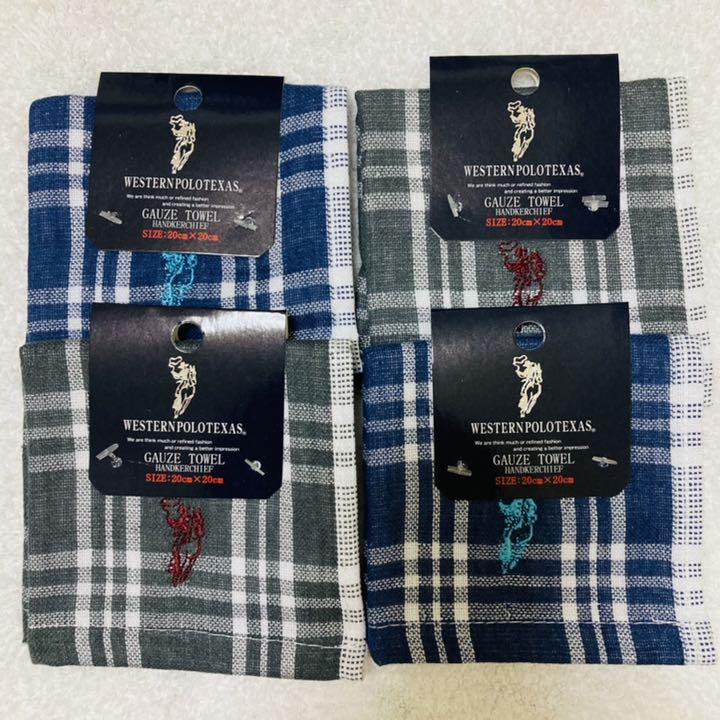 WESTERNPOLOTEXAS®
We are think much or refined fashion
and creating a better impression
GAUZE TOWEL
HANDKERCHIEF
SIZE:20cm×20cm
WESTERNPOLOTEXAS®
We are think much or refined fashion
and creating a better impression
GAUZE TOWEL
HANDKERCHIEF
SIZE:20cm×20cm
WESTERNPOLOTEXAS®
We are think much or refined fashion
and creating a better impression
GAUZE TOWEL
HANDKERCHIEF
SIZE:20cm×20cm
WESTERNPOLOTEXAS®
We are think much or refined fashion
and creating a better impression
GAUZE TOWEL
HANDKERCHIEF
SIZE:20cm×20cm